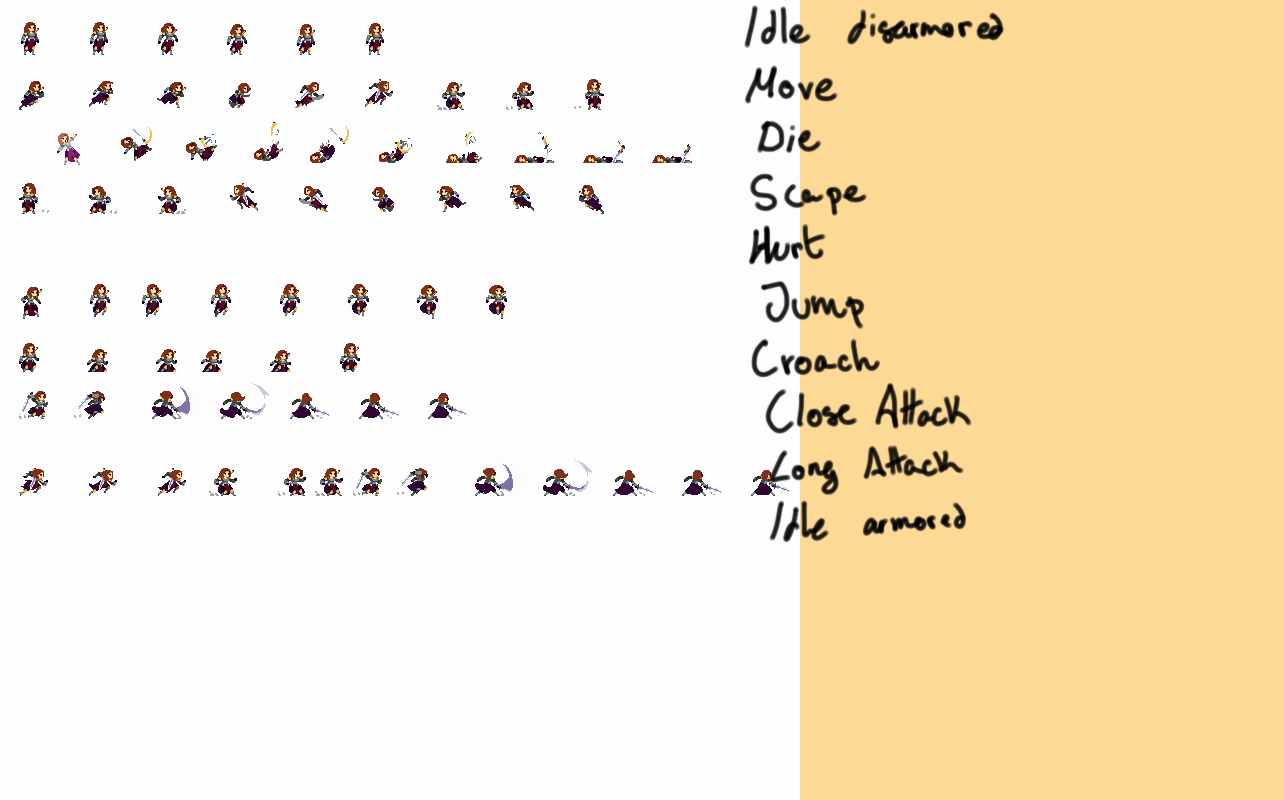 Idle disarmored
Move
Die
Scape
Hurt
Jump
Croach
Close Attack
Long Attack
Idle armored